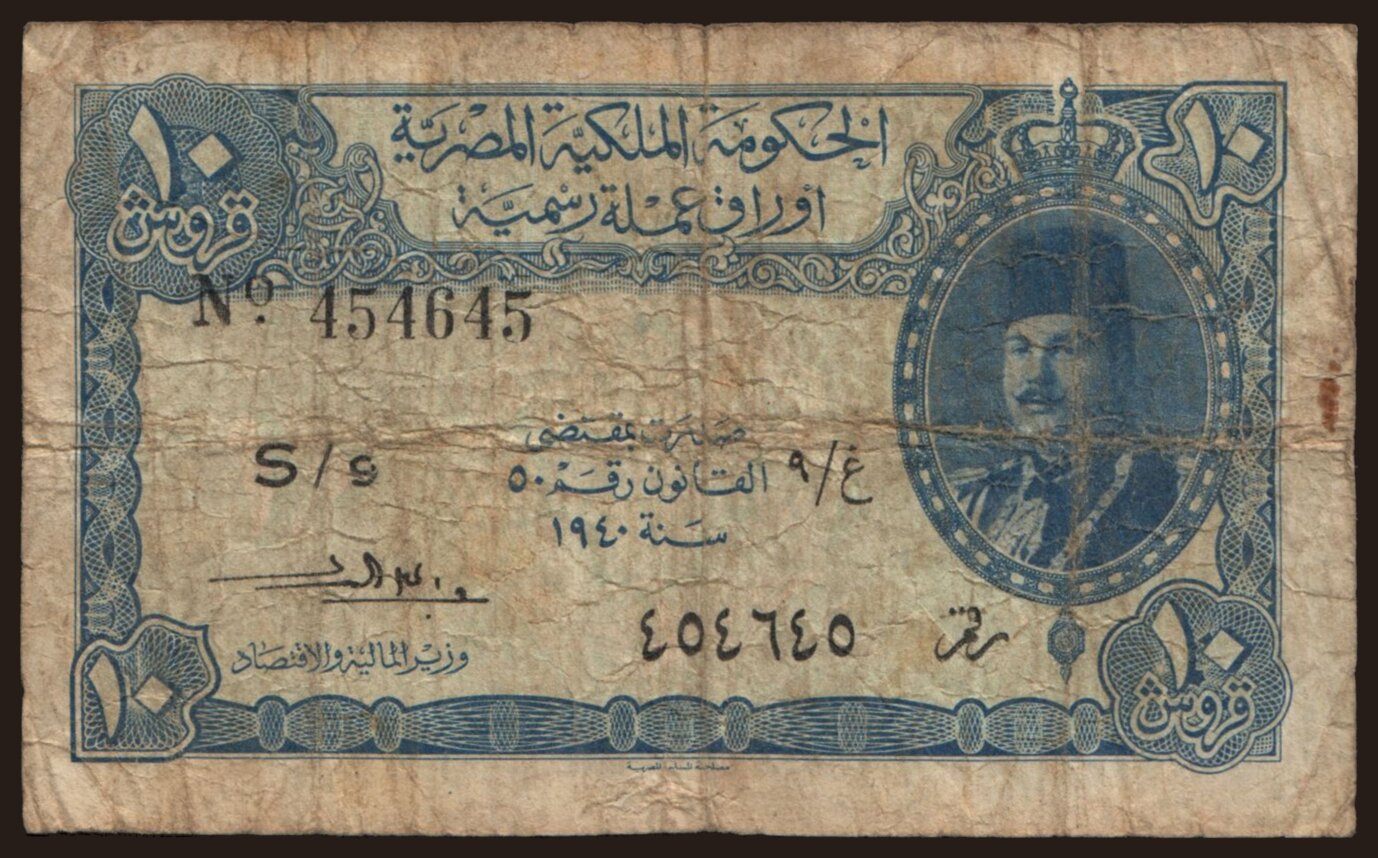 الحكومة الملكية المصرية
أوراق عملة رسمية
١٠
١٠
قروش
Nº 454645
صدرت بمقتضى
القانون رقم ٥٠
سنة ١٩٤٠
غ/٩
S/9
وزير المالية والاقتصاد
رقم ٤٥٤٦٤٥
١٠
قروش
١٠